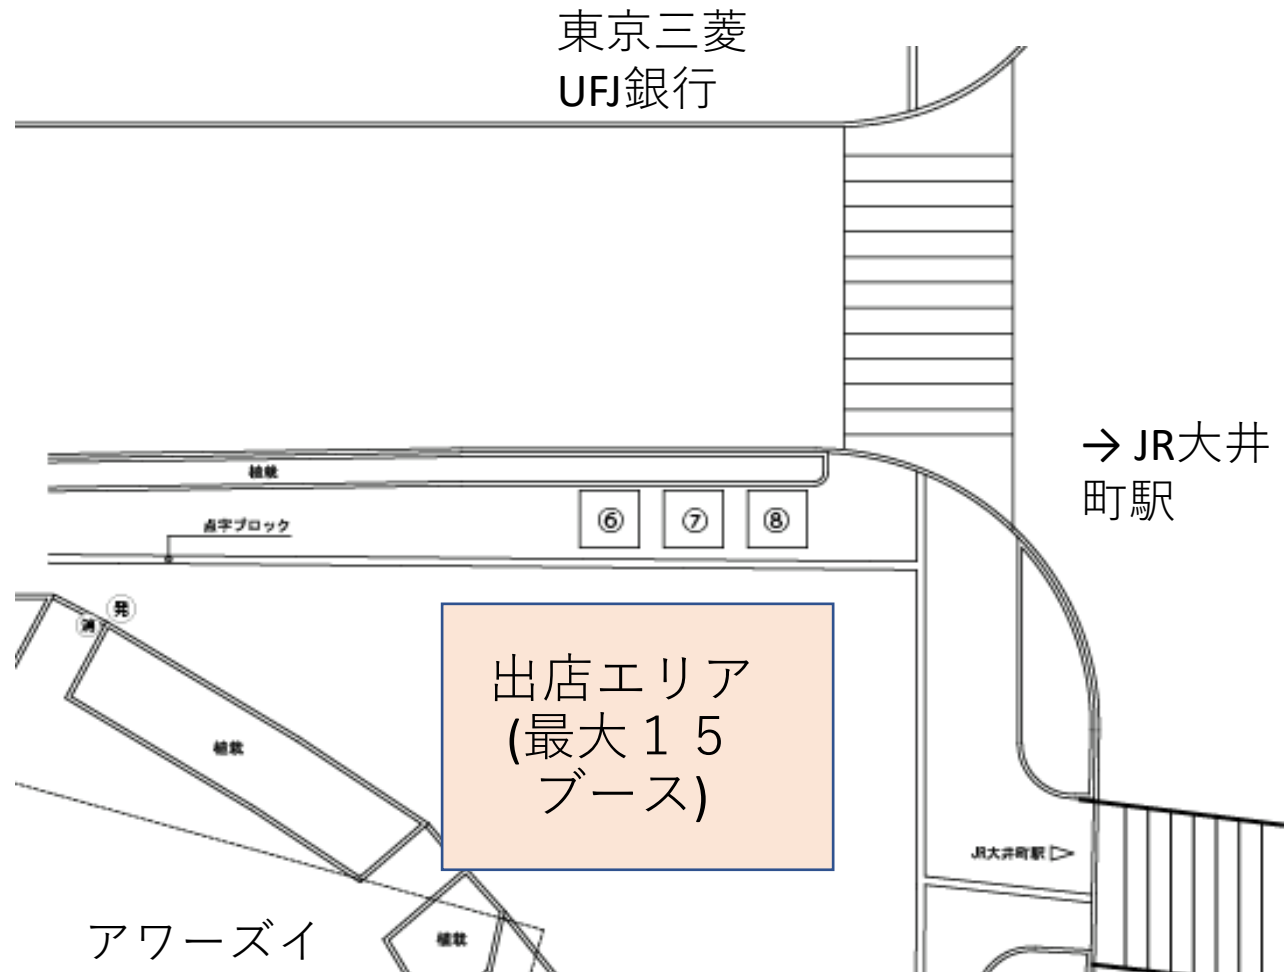 東京三菱
UFJ銀行
→ JR大井
町駅
植栽
⑥
⑦
⑧
点字ブロック
発
消
出店エリア
(最大１５
ブース)
植栽
JR大井町駅
植栽
アワーズイ